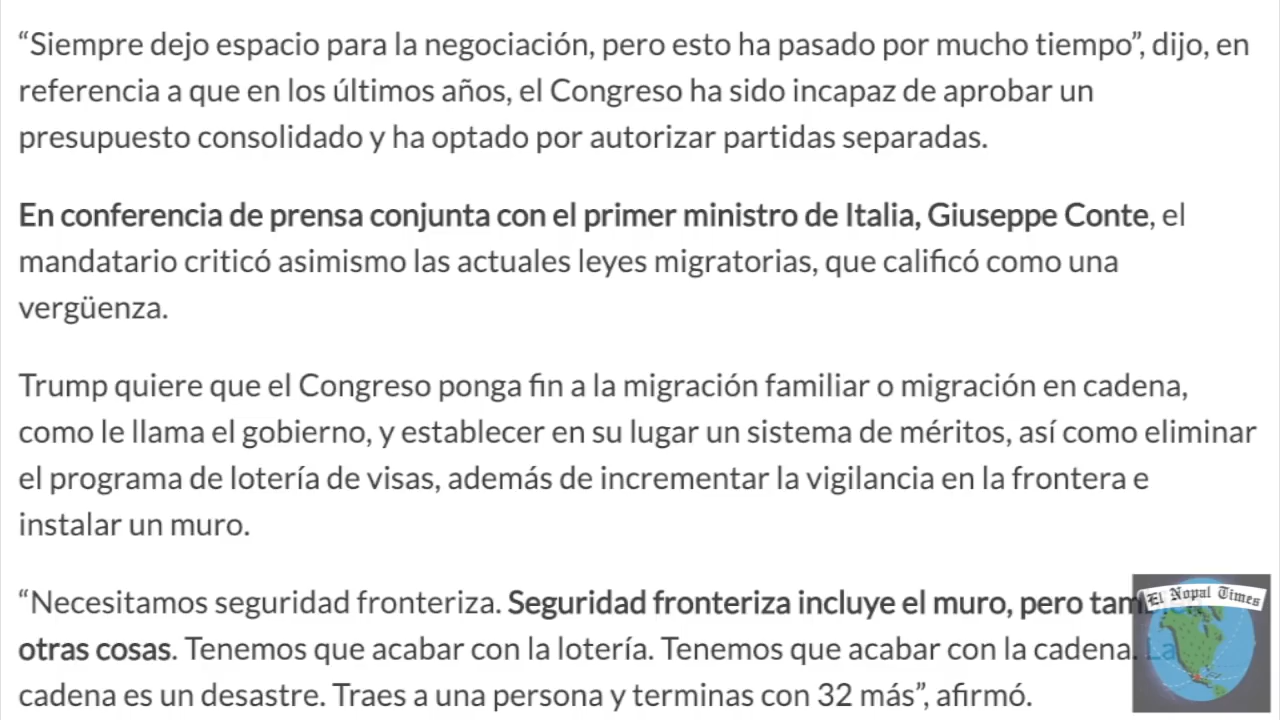 “Siempre dejo espacio para la negociación, pero esto ha pasado por mucho tiempo”, dijo, en
referencia a que en los últimos años, el Congreso ha sido incapaz de aprobar un
presupuesto consolidado y ha optado por autorizar partidas separadas.
En conferencia de prensa conjunta con el primer ministro de Italia, Giuseppe Conte, el
mandatario criticó asimismo las actuales leyes migratorias, que calificó como una
vergüenza.
Trump quiere que el Congreso ponga fin a la migración familiar o migración en cadena,
como le llama el gobierno, y establecer en su lugar un sistema de méritos, así como eliminar
el programa de lotería de visas, además de incrementar la vigilancia en la frontera e
instalar un muro.
“Necesitamos seguridad fronteriza. Seguridad fronteriza incluye el muro, pero
otras cosas. Tenemos que acabar con la lotería. Tenemos que acabar con la cadena. La
cadena es un desastre. Traes a una persona y terminas con 32 más”, afirmó.
El Nopal Times